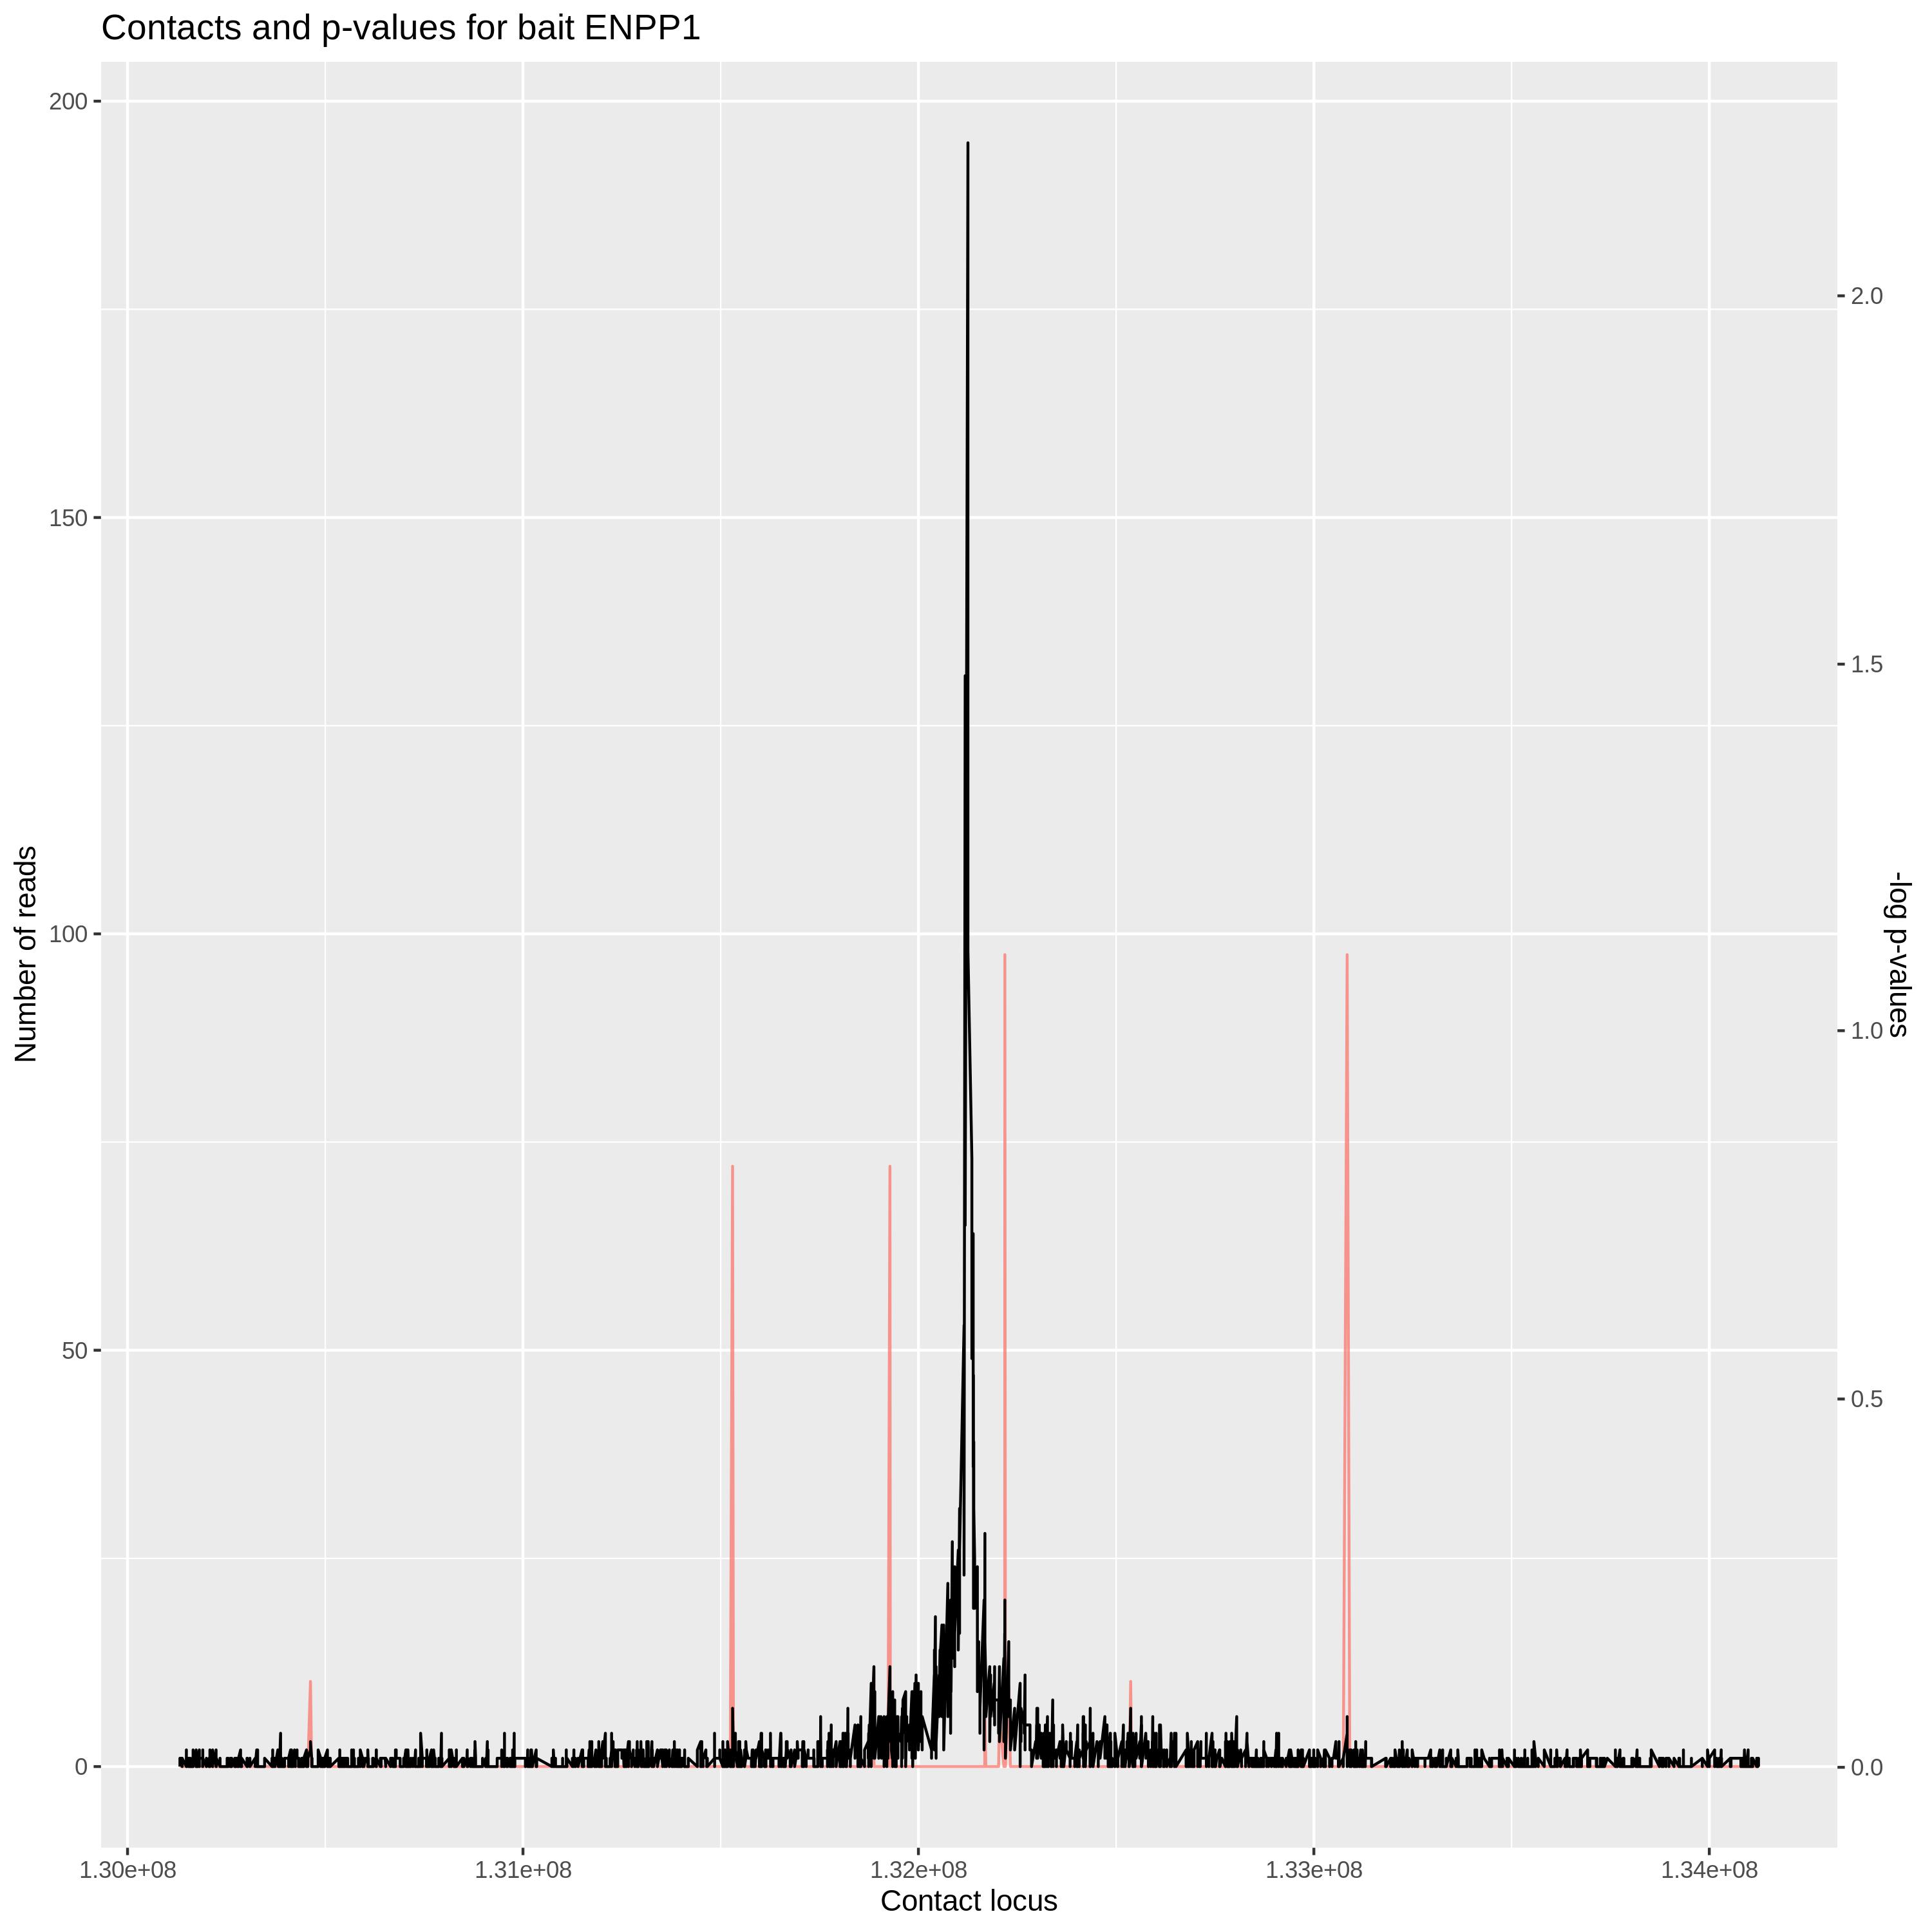 Contacts and p-values for bait ENPP1
200
150
100
50
0
Number of reads
2.0
1.5
1.0
0.5
0.0
-log p-values
1.30e+08
1.31e+08
1.32e+08
1.33e+08
1.34e+08
Contact locus